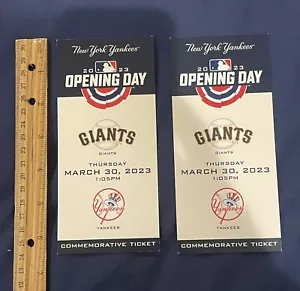 New York Yankees
2023
OPENING DAY
GIANTS
GIANTS
THURSDAY
MARCH 30, 2023
1:05PM
Yankees
YANKEES
COMMEMORATIVE TICKET
New York Yankees
2023
OPENING DAY
GIANTS
GIANTS
THURSDAY
MARCH 30, 2023
1:05PM
Yankees
YANKEES
COMMEMORATIVE TICKET